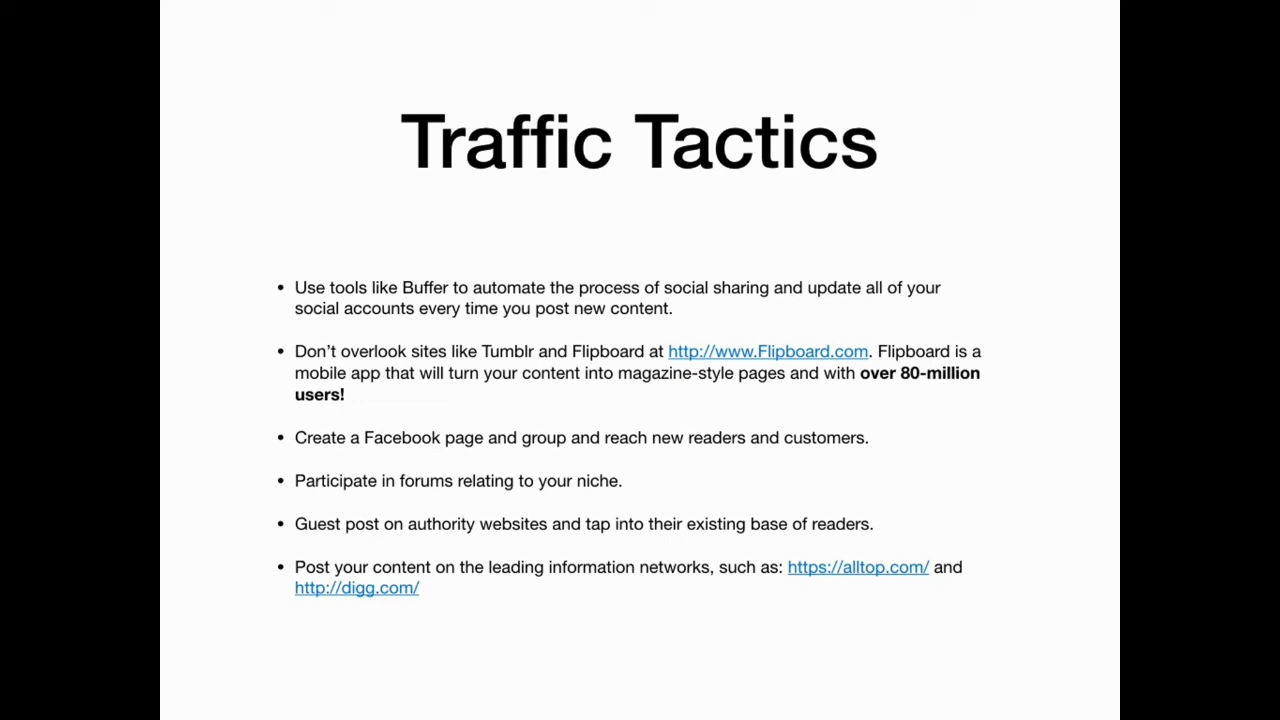 Traffic Tactics
• Use tools like Buffer to automate the process of social sharing and update all of your
social accounts every time you post new content.
• Don’t overlook sites like Tumblr and Flipboard at http://www.Flipboard.com. Flipboard is a
mobile app that will turn your content into magazine-style pages and with over 80-million
users!
• Create a Facebook page and group and reach new readers and customers.
• Participate in forums relating to your niche.
• Guest post on authority websites and tap into their existing base of readers.
• Post your content on the leading information networks, such as: https://alltop.com/ and
http://digg.com/